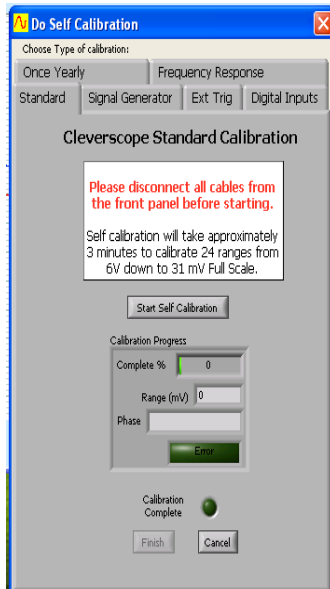 Do Self Calibration
Choose Type of calibration:
Once Yearly
Frequency Response
Standard
Signal Generator
Ext Trig
Digital Inputs
Cleverscope Standard Calibration
Please disconnect all cables from
the front panel before starting.
Self calibration will take approximately
3 minutes to calibrate 24 ranges from
6V down to 31 mV Full Scale.
Start Self Calibration
Calibration Progress
Complete % 0
Range (mV) 0
Phase
Error
Calibration
Complete
Finish
Cancel